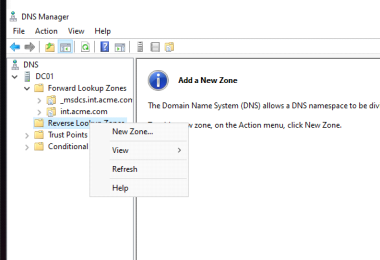 DNS Manager
File Action View Help
DNS
DC01
Forward Lookup Zones
_msdcs.int.acme.con
int.acme.com
Reverse Lookup Zones
Trust Points
Conditional
New Zone...
View
Refresh
Help
Add a New Zone
The Domain Name System (DNS) allows a DNS namespace to be div
zone, on the Action menu, click New Zone.